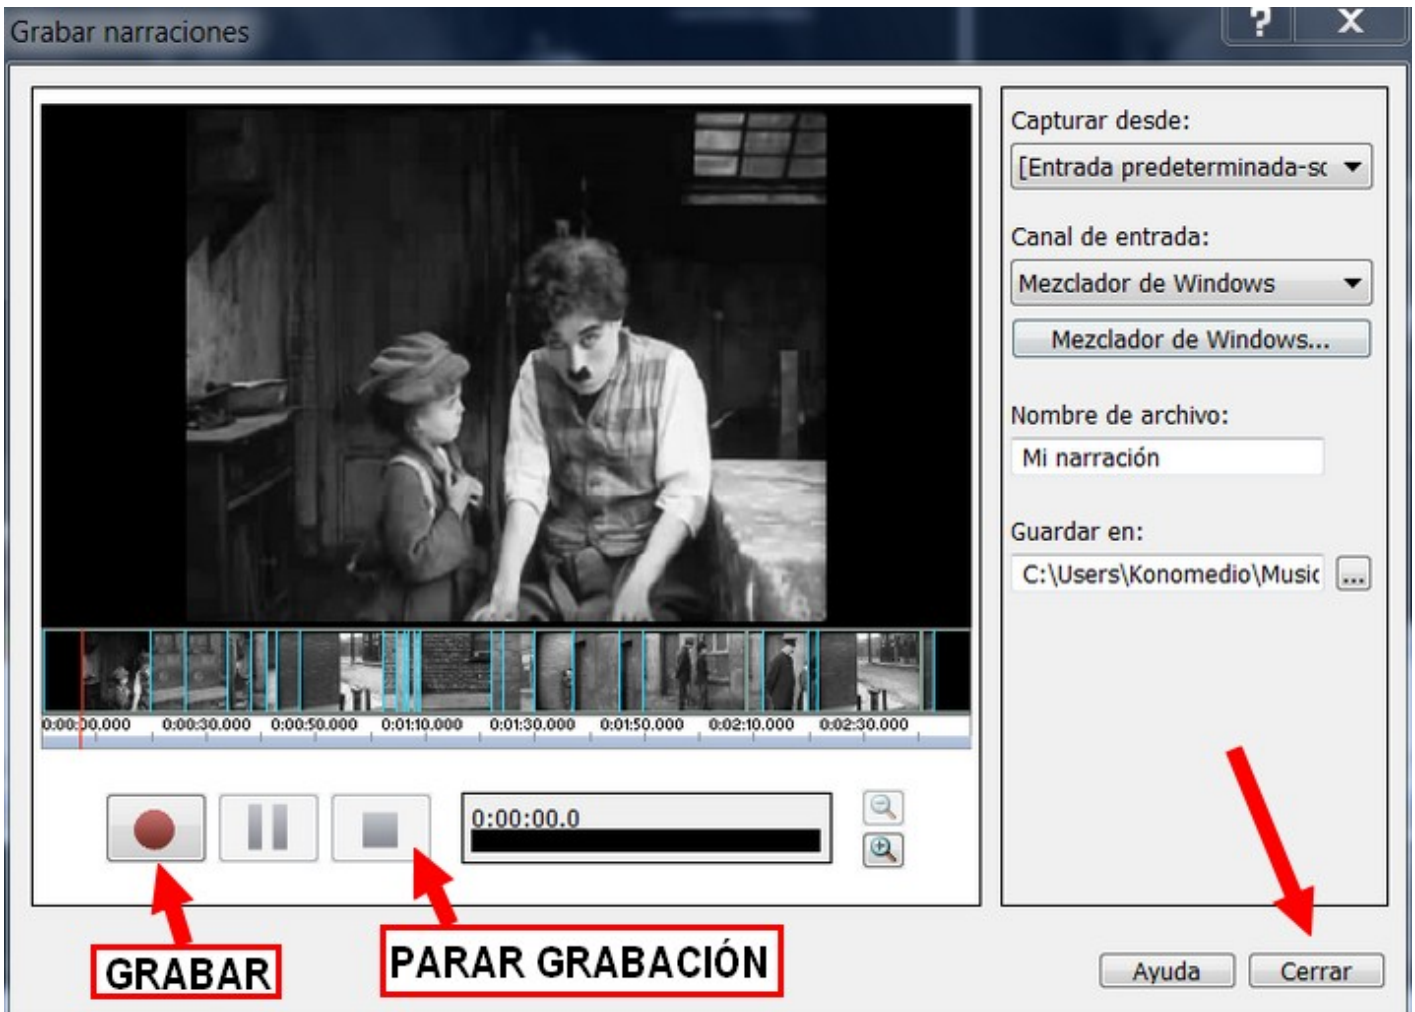 Grabar narraciones
? X
Capturar desde:
[Entrada predeterminada-sc
Canal de entrada:
Mezclador de Windows
Mezclador de Windows...
Nombre de archivo:
Mi narración
Guardar en:
C:\Users\Konomedio\Music
...
0:00:00.000 0:00:30.000 0:00:50.000 0:01:10.000 0:01:30.000 0:01:50.000 0:02:10.000 0:02:30.000
0:00:00.0
GRABAR
PARAR GRABACIÓN
Ayuda
Cerrar